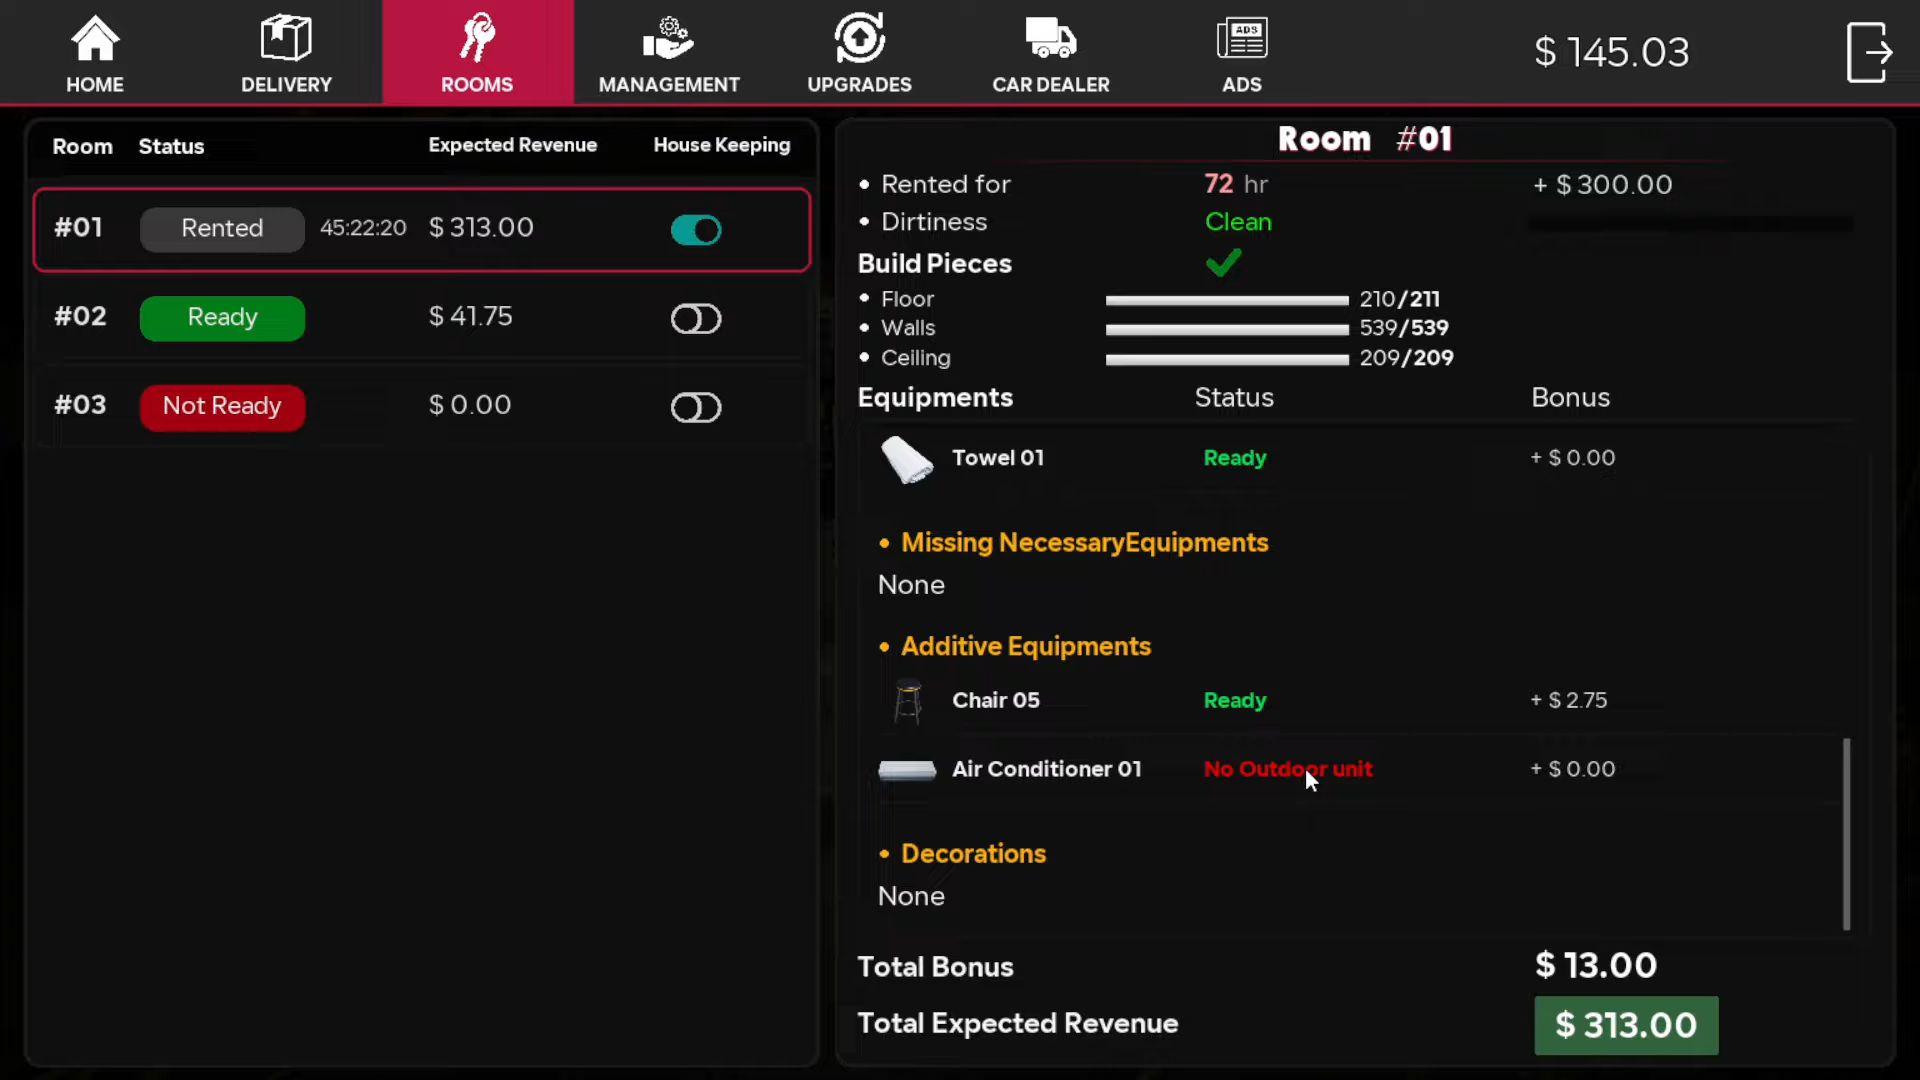 HOME
DELIVERY
ROOMS
MANAGEMENT
UPGRADES
CAR DEALER
ADS
ADS
$ 145.03
Room Status Expected Revenue House Keeping
#01 Rented 45:22:20 $ 313.00
#02 Ready $ 41.75
#03 Not Ready $ 0.00
Room #01
• Rented for 72 hr + $ 300.00
• Dirtiness Clean
Build Pieces
• Floor 210/211
• Walls 539/539
• Ceiling 209/209
Equipments Status Bonus
Towel 01 Ready + $ 0.00
• Missing NecessaryEquipments
None
• Additive Equipments
Chair 05 Ready + $ 2.75
Air Conditioner 01 No Outdoor unit + $ 0.00
• Decorations
None
Total Bonus $ 13.00
Total Expected Revenue $ 313.00